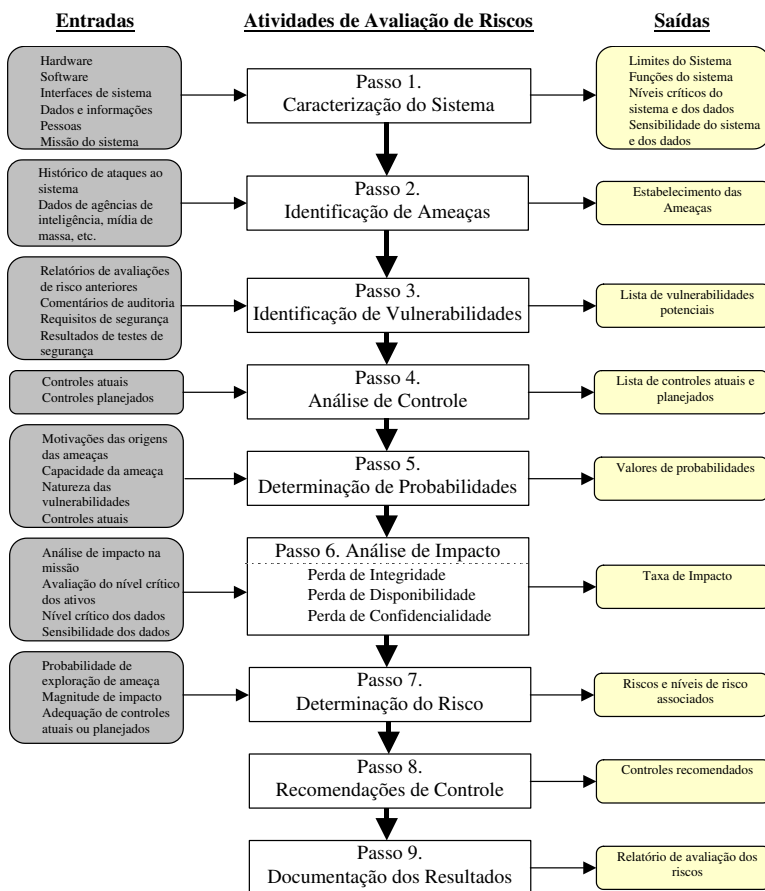 Entradas
Atividades de Avaliação de Riscos
Saídas
Hardware
Software
Interfaces de sistema
Dados e informações
Pessoas
Missão do sistema
Passo 1.
Caracterização do Sistema
Limites do Sistema
Funções do sistema
Níveis críticos do
sistema e dos dados
Sensibilidade do sistema
e dos dados
Histórico de ataques ao
sistema
Dados de agências de
inteligência, mídia de
massa, etc.
Passo 2.
Identificação de Ameaças
Estabelecimento das
Ameaças
Relatórios de avaliações
de risco anteriores
Comentários de auditoria
Requisitos de segurança
Resultados de testes de
segurança
Passo 3.
Identificação de Vulnerabilidades
Lista de vulnerabilidades
potenciais
Controles atuais
Controles planejados
Passo 4.
Análise de Controle
Lista de controles atuais e
planejados
Motivações das origens
das ameaças
Capacidade da ameaça
Natureza das
vulnerabilidades
Controles atuais
Passo 5.
Determinação de Probabilidades
Valores de probabilidades
Análise de impacto na
missão
Avaliação do nível crítico
dos ativos
Nível crítico dos dados
Sensibilidade dos dados
Passo 6. Análise de Impacto
Perda de Integridade
Perda de Disponibilidade
Perda de Confidencialidade
Taxa de Impacto
Probabilidade de
exploração de ameaça
Magnitude de impacto
Adequação de controles
atuais ou planejados
Passo 7.
Determinação do Risco
Riscos e níveis de risco
associados
Passo 8.
Recomendações de Controle
Controles recomendados
Passo 9.
Documentação dos Resultados
Relatório de avaliação dos
riscos